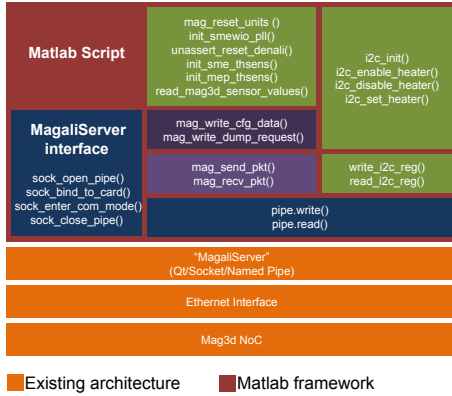 Matlab Script
mag_reset_units ()
init_smewio_pll()
unassert_reset_denali()
init_sme_thsens()
init_mep_thsens()
read_mag3d_sensor_values()
i2c_init()
i2c_enable_heater()
i2c_disable_heater()
i2c_set_heater()
MagaliServer
interface
sock_open_pipe()
sock_bind_to_card()
sock_enter_com_mode()
sock_close_pipe()
mag_write_cfg_data()
mag_write_dump_request()
mag_send_pkt()
mag_recv_pkt()
write_i2c_reg()
read_i2c_reg()
pipe.write()
pipe.read()
“MagaliServer”
(Qt/Socket/Named Pipe)
Ethernet Interface
Mag3d NoC
Existing architecture
Matlab framework